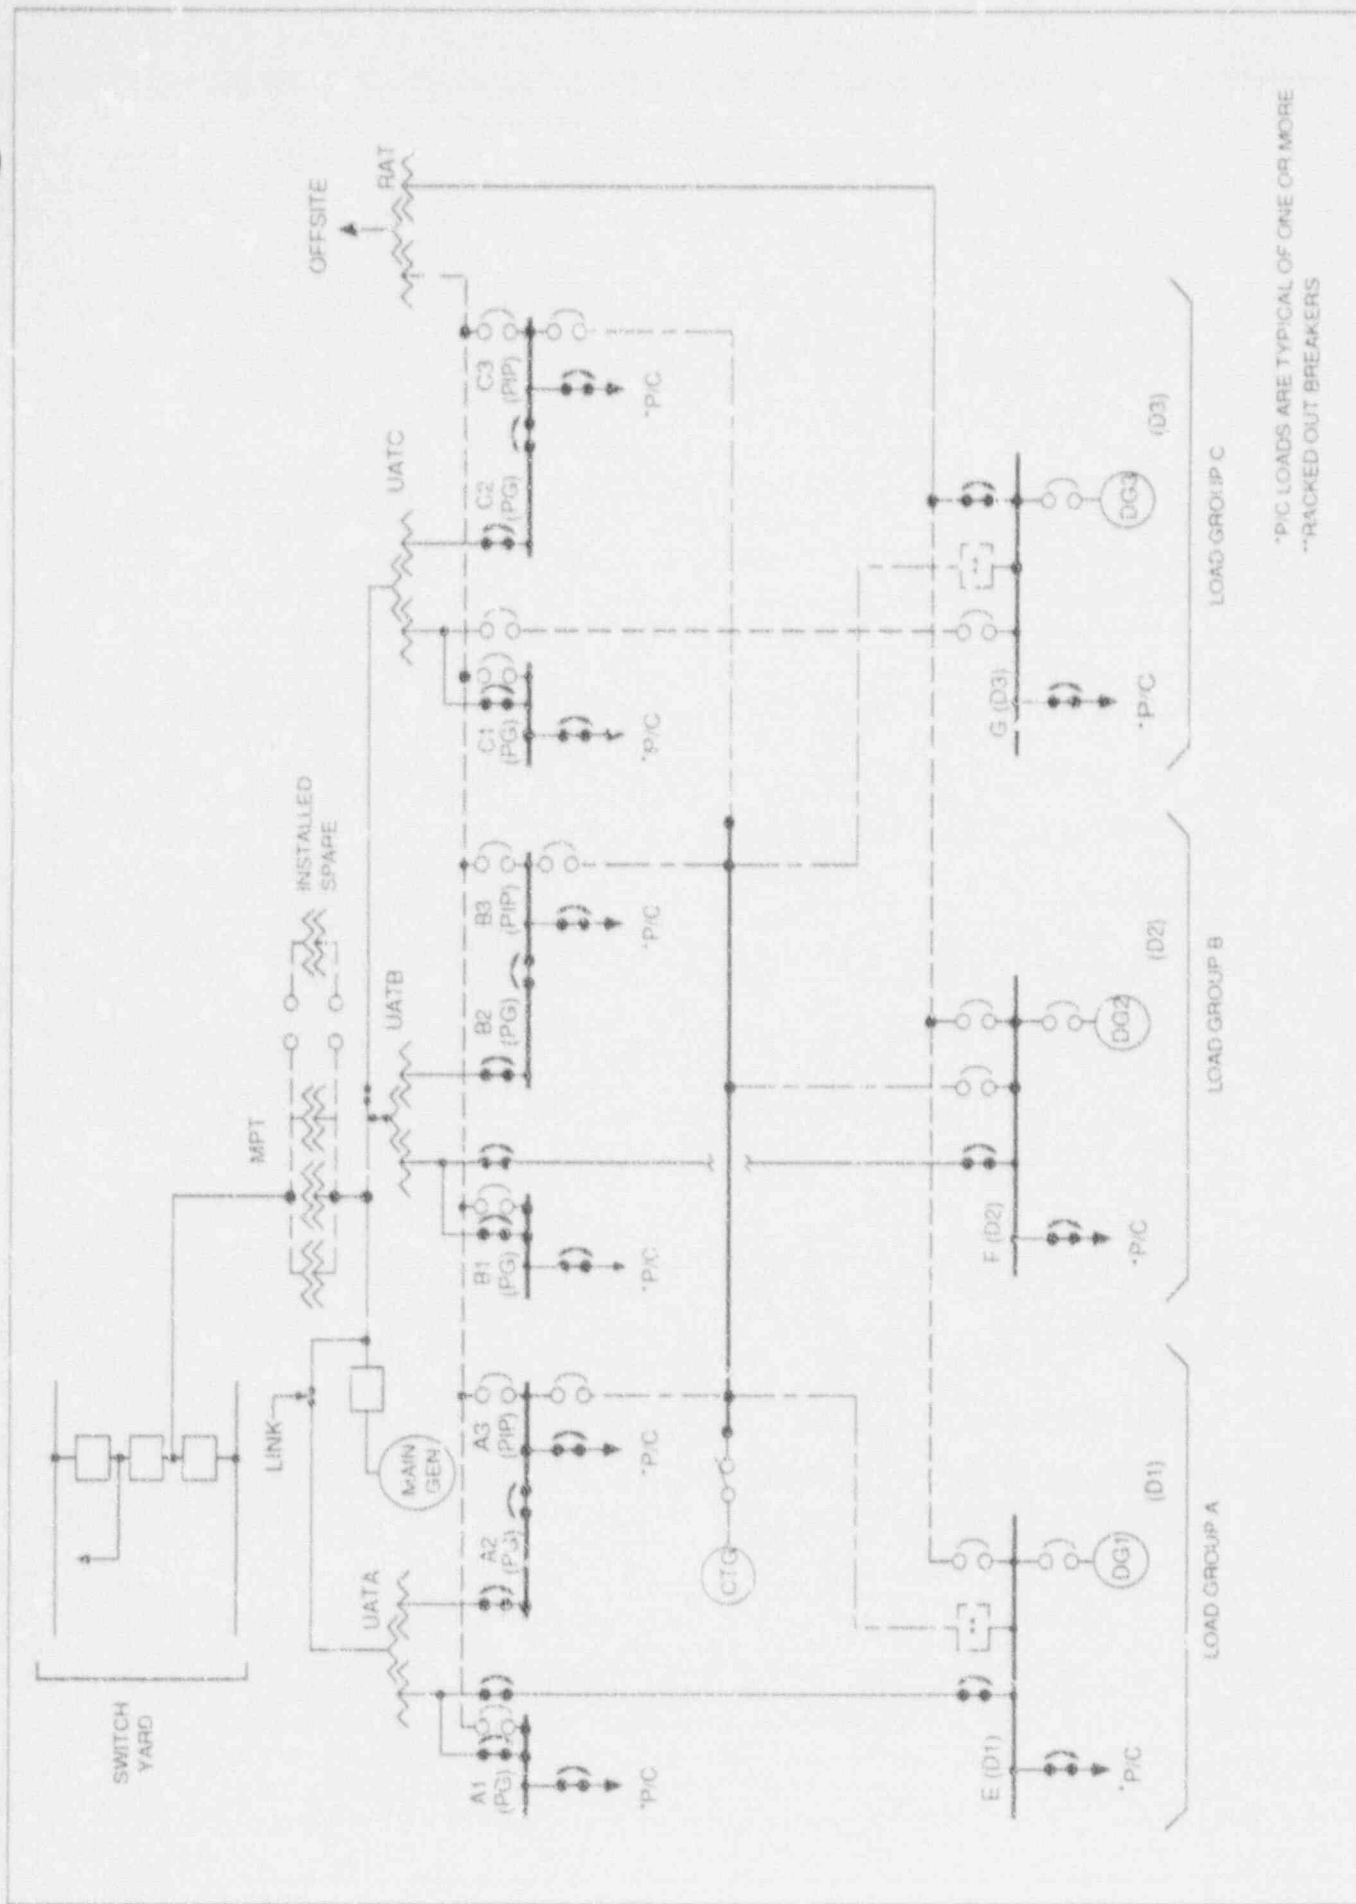 SWITCH
YARD
LINK
MPT
INSTALLED
SPARE
OFFSITE
MAIN
GEN
UATA
UATB
UATC
RAT
A1
(PG)
A2
(PG)
A3
(PIP)
B1
(PG)
B2
(PG)
B3
(PIP)
C1
(PG)
C2
(PG)
C3
(PIP)
*P/C
*P/C
*P/C
*P/C
*P/C
*P/C
CTG
E (D1)
**
DG1
*P/C
(D1)
F (D2)
DG2
*P/C
(D2)
G (D3)
**
DG3
*P/C
(D3)
LOAD GROUP A
LOAD GROUP B
LOAD GROUP C
*P/C LOADS ARE TYPICAL OF ONE OR MORE
**RACKED OUT BREAKERS